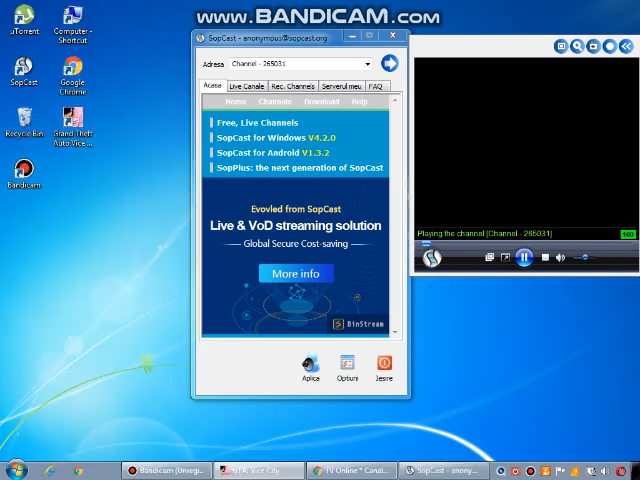 www.BANDICAM.com
µTorrent
Computer - Shortcut
SopCast
Google Chrome
Recycle Bin
Grand Theft Auto Vice ...
Bandicam
SopCast - anonymous@sopcast.org
Adresa
Channel - 265031
Acasa
Live Canale
Rec. Channels
Serverul meu
FAQ
Home
Channels
Download
Help
Free, Live Channels
SopCast for Windows V4.2.0
SopCast for Android V1.3.2
SopPlus: the next generation of SopCast
Evovled from SopCast
Live & VoD streaming solution
Global Secure Cost-saving
More info
BinStream
Aplica
Optiuni
Iesire
Playing the channel [Channel - 265031]
100
Bandicam (Unreg...
GTA: Vice City
TV Online * Canal...
SopCast - anony...